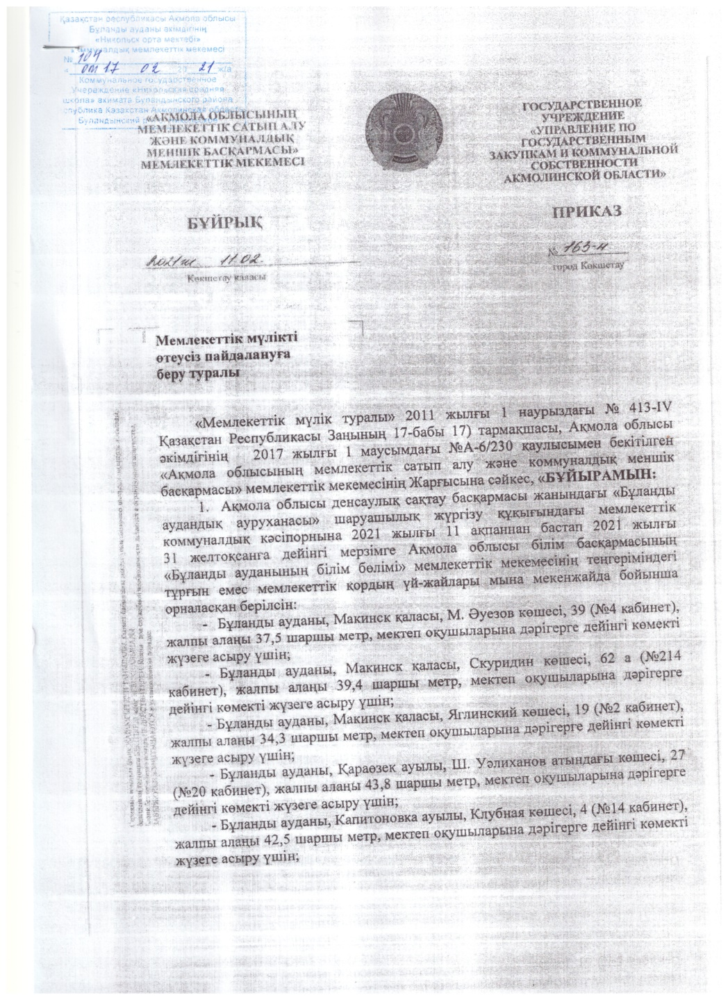 Қазақстан республикасы Ақмола облысы
Бұланды ауданы әкімдігінің
«Никольск орта мектебі»
коммуналдық мемлекеттік мекемесі
№ 104
« от 17 02 20 21 ж/г
Коммунальное государственное
Учереждение «Никольская средняя
школа» акимата Буландынского района
Республика Казахстан Акмолинская область
Буландынский
«АҚМОЛА ОБЛЫСЫНЫҢ
МЕМЛЕКЕТТІК САТЫП АЛУ
ЖӘНЕ КОММУНАЛДЫҚ
МЕНШІК БАСҚАРМАСЫ»
МЕМЛЕКЕТТІК МЕКЕМЕСІ
ГОСУДАРСТВЕННОЕ
УЧРЕЖДЕНИЕ
«УПРАВЛЕНИЕ ПО
ГОСУДАРСТВЕННЫМ
ЗАКУПКАМ И КОММУНАЛЬНОЙ
СОБСТВЕННОСТИ
АКМОЛИНСКОЙ ОБЛАСТИ»
БҰЙРЫҚ
ПРИКАЗ
2021ж 11.02.
№ 163-н
Көкшетау қаласы
город Кокшетау
Мемлекеттік мүлікті
өтеусіз пайдалануға
беру туралы
«Мемлекеттік мүлік туралы» 2011 жылғы 1 наурыздағы № 413-IV
Қазақстан Республикасы Заңының 17-бабы 17) тармақшасы, Ақмола облысы
әкімдігінің 2017 жылғы 1 маусымдағы №А-6/230 қаулысымен бекітілген
«Ақмола облысының мемлекеттік сатып алу және коммуналдық меншік
басқармасы» мемлекеттік мекемесінің Жарғысына сәйкес, «БҰЙЫРАМЫН:
1. Ақмола облысы денсаулық сақтау басқармасы жанындағы «Бұланды
аудандық ауруханасы» шаруашылық жүргізу құқығындағы мемлекеттік
коммуналдық кәсіпорнына 2021 жылғы 11 ақпаннан бастап 2021 жылғы
31 желтоқсанға дейінгі мерзімге Ақмола облысы білім басқармасының
«Бұланды ауданының білім бөлімі» мемлекеттік мекемесінің теңгеріміндегі
тұрғын емес мемлекеттік қордың үй-жайлары мына мекенжайда бойынша
орналасқан берілсін:
- Бұланды ауданы, Макинск қаласы, М. Әуезов көшесі, 39 (№4 кабинет),
жалпы алаңы 37,5 шаршы метр, мектеп оқушыларына дәрігерге дейінгі көмекті
жүзеге асыру үшін;
- Бұланды ауданы, Макинск қаласы, Скуридин көшесі, 62 а (№214
кабинет), жалпы алаңы 39,4 шаршы метр, мектеп оқушыларына дәрігерге
дейінгі көмекті жүзеге асыру үшін;
- Бұланды ауданы, Макинск қаласы, Яглинский көшесі, 19 (№2 кабинет),
жалпы алаңы 34,3 шаршы метр, мектеп оқушыларына дәрігерге дейінгі көмекті
жүзеге асыру үшін;
- Бұланды ауданы, Қараөзек ауылы, Ш. Уәлиханов атындағы көшесі, 27
(№20 кабинет), жалпы алаңы 43,8 шаршы метр, мектеп оқушыларына дәрігерге
дейінгі көмекті жүзеге асыру үшін;
- Бұланды ауданы, Капитоновка ауылы, Клубная көшесі, 4 (№14 кабинет),
жалпы алаңы 42,5 шаршы метр, мектеп оқушыларына дәрігерге дейінгі көмекті
жүзеге асыру үшін;